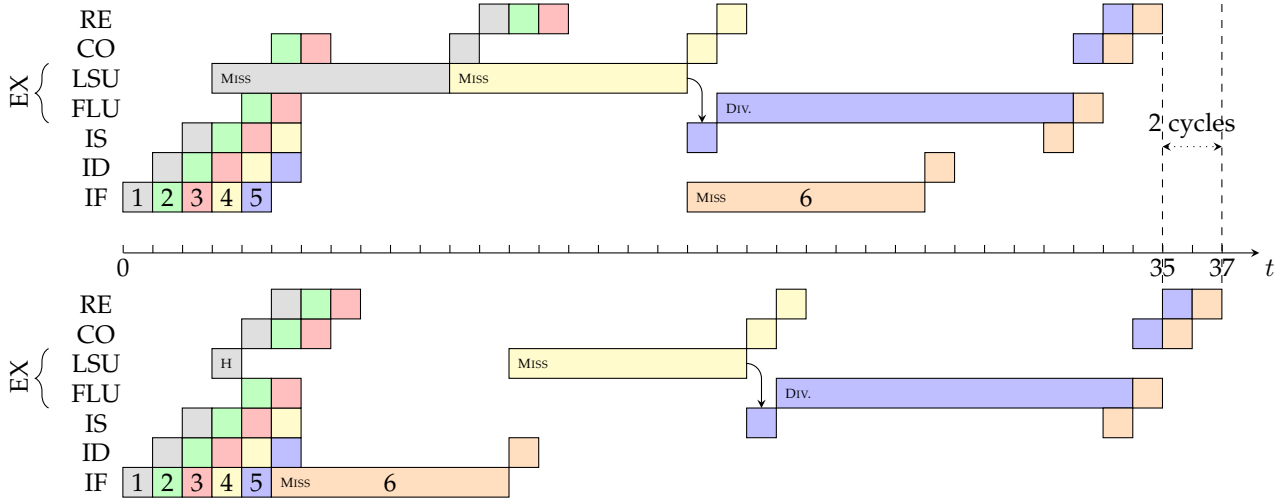 RE
CO
EX
LSU Miss Miss
FLU Div.
IS 2 cycles
ID
IF 1 2 3 4 5 Miss 6
0 35 37 t
RE
CO
EX
LSU H Miss
FLU Div.
IS
ID
IF 1 2 3 4 5 Miss 6